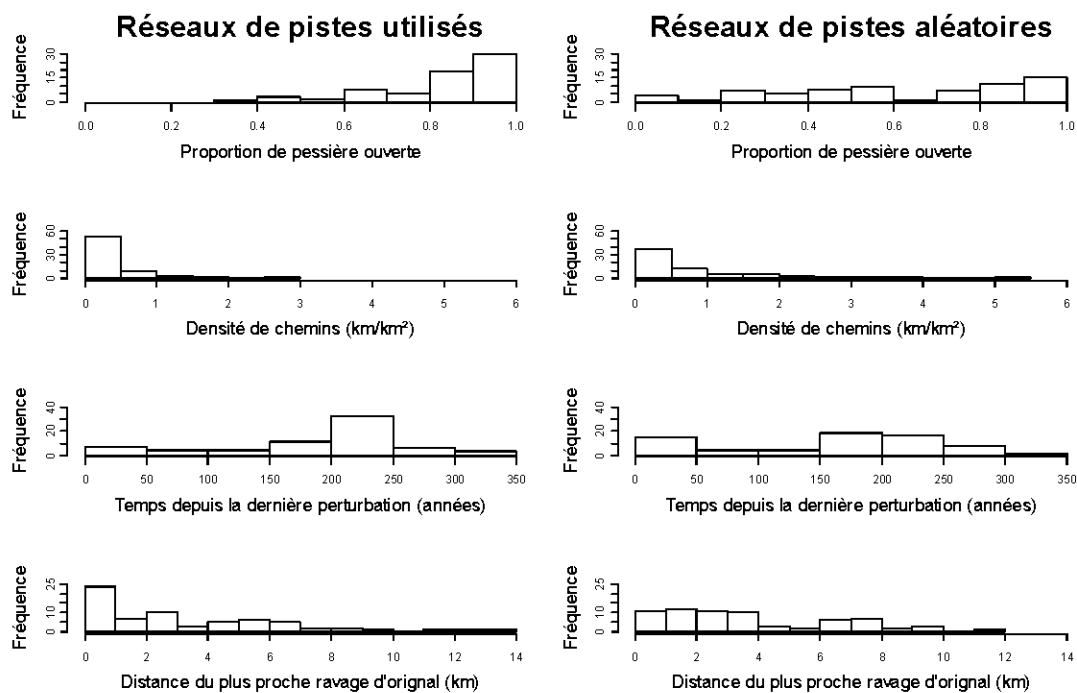 Réseaux de pistes utilisés
Réseaux de pistes aléatoires
Fréquence
0 15 30
0.0 0.2 0.4 0.6 0.8 1.0
Proportion de pessière ouverte
Fréquence
0 15 30
0.0 0.2 0.4 0.6 0.8 1.0
Proportion de pessière ouverte
Fréquence
0 30 60
0 1 2 3 4 5 6
Densité de chemins (km/km²)
Fréquence
0 30 60
0 1 2 3 4 5 6
Densité de chemins (km/km²)
Fréquence
0 20 40
0 50 100 150 200 250 300 350
Temps depuis la dernière perturbation (années)
Fréquence
0 20 40
0 50 100 150 200 250 300 350
Temps depuis la dernière perturbation (années)
Fréquence
0 10 25
0 2 4 6 8 10 12 14
Distance du plus proche ravage d'orignal (km)
Fréquence
0 10 25
0 2 4 6 8 10 12 14
Distance du plus proche ravage d'orignal (km)